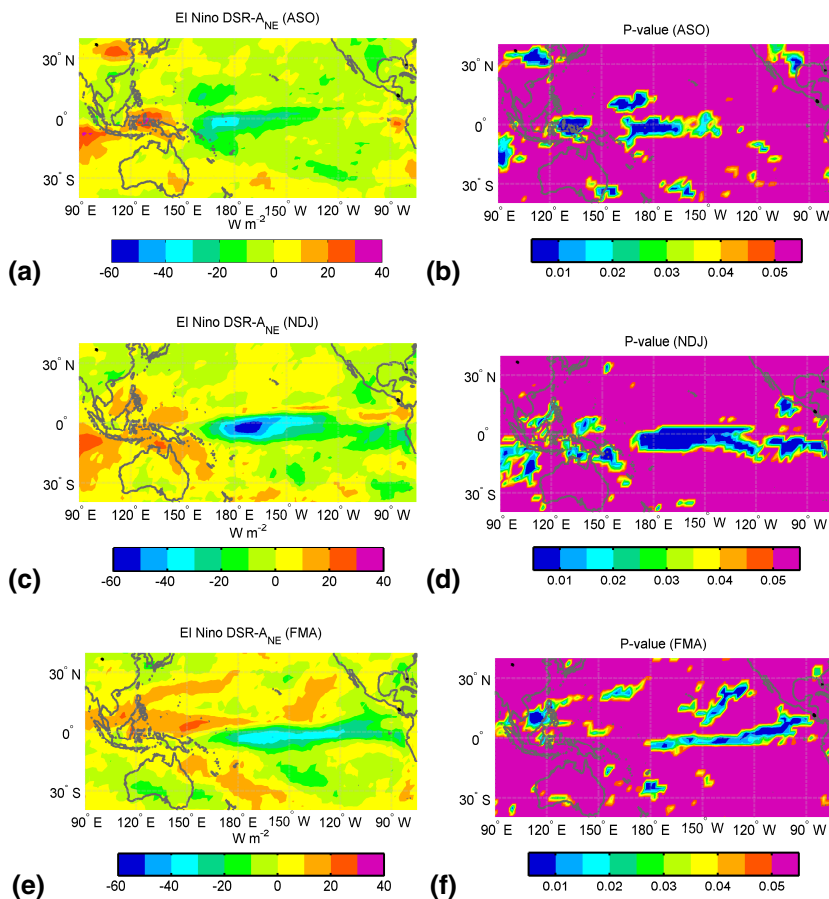 El Nino DSR-A_NE (ASO)
30° N
0°
30° S
90° E 120° E 150° E 180° W 150° W 120° W 90° W
W m-2
-60 -40 -20 0 20 40
(a)
P-value (ASO)
30° N
0°
30° S
90° E 120° E 150° E 180° W 150° W 120° W 90° W
0.01 0.02 0.03 0.04 0.05
(b)
El Nino DSR-A_NE (NDJ)
30° N
0°
30° S
90° E 120° E 150° E 180° W 150° W 120° W 90° W
W m-2
-60 -40 -20 0 20 40
(c)
P-value (NDJ)
30° N
0°
30° S
90° E 120° E 150° E 180° W 150° W 120° W 90° W
0.01 0.02 0.03 0.04 0.05
(d)
El Nino DSR-A_NE (FMA)
30° N
0°
30° S
90° E 120° E 150° E 180° W 150° W 120° W 90° W
W m-2
-60 -40 -20 0 20 40
(e)
P-value (FMA)
30° N
0°
30° S
90° E 120° E 150° E 180° W 150° W 120° W 90° W
0.01 0.02 0.03 0.04 0.05
(f)